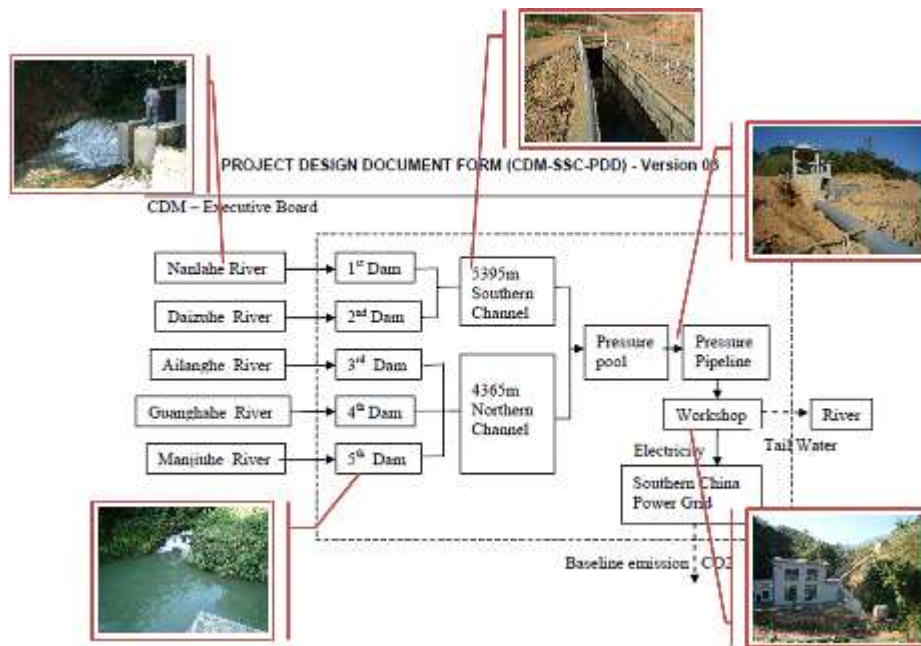 PROJECT DESIGN DOCUMENT FORM (CDM-SSC-PDD) - Version 03
CDM – Executive Board
Nanlahe River
1st Dam
5395m
Southern
Channel
Daizuhe River
2nd Dam
Ailanghe River
3rd Dam
4365m
Northern
Channel
Guanghahe River
4th Dam
Manjiuhe River
5th Dam
Pressure
pool
Pressure
Pipeline
Workshop
River
Tail Water
Electricity
Southern China
Power Grid
Baseline emission
CO2